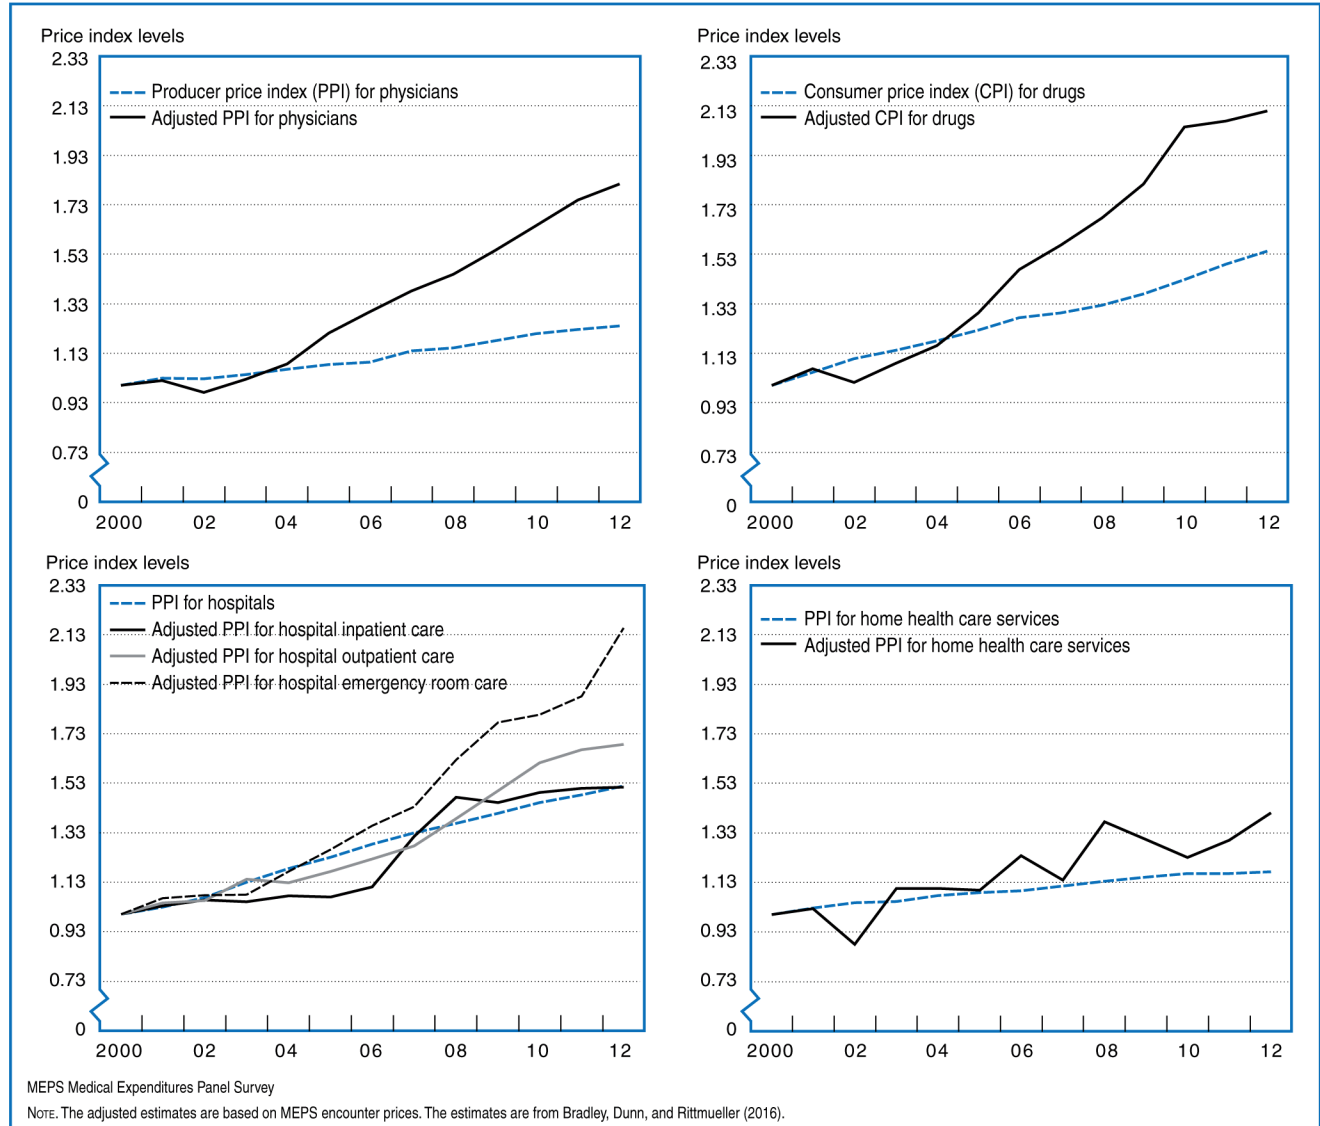 Price index levels
2.33
2.13
1.93
1.73
1.53
1.33
1.13
0.93
0.73
0
Producer price index (PPI) for physicians
Adjusted PPI for physicians
2000 02 04 06 08 10 12
Price index levels
2.33
2.13
1.93
1.73
1.53
1.33
1.13
0.93
0.73
0
Consumer price index (CPI) for drugs
Adjusted CPI for drugs
2000 02 04 06 08 10 12
Price index levels
2.33
2.13
1.93
1.73
1.53
1.33
1.13
0.93
0.73
0
PPI for hospitals
Adjusted PPI for hospital inpatient care
Adjusted PPI for hospital outpatient care
Adjusted PPI for hospital emergency room care
2000 02 04 06 08 10 12
Price index levels
2.33
2.13
1.93
1.73
1.53
1.33
1.13
0.93
0.73
0
PPI for home health care services
Adjusted PPI for home health care services
2000 02 04 06 08 10 12
MEPS Medical Expenditures Panel Survey
NOTE. The adjusted estimates are based on MEPS encounter prices. The estimates are from Bradley, Dunn, and Rittmueller (2016).